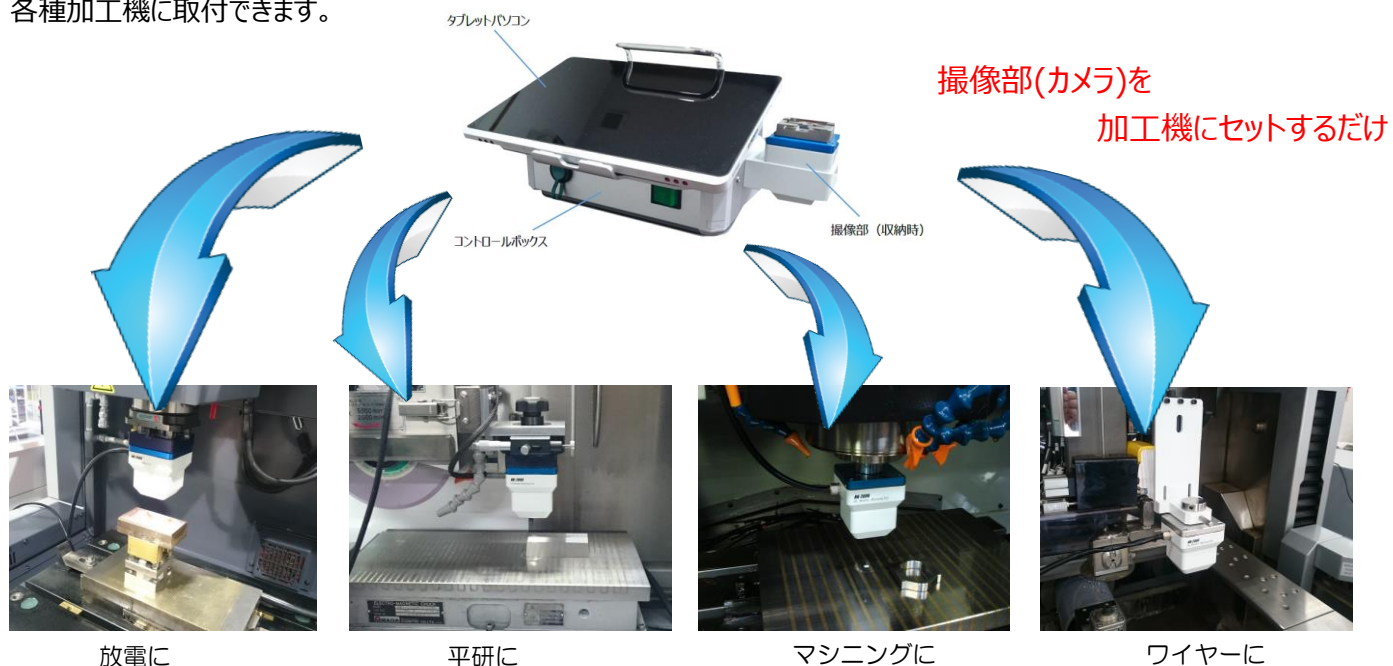 各種加工機に取付できます。
タブレットパソコン
撮像部(カメラ)を
加工機にセットするだけ
コントロールボックス
撮像部（収納時）
放電に
平研に
マシニングに
ワイヤーに